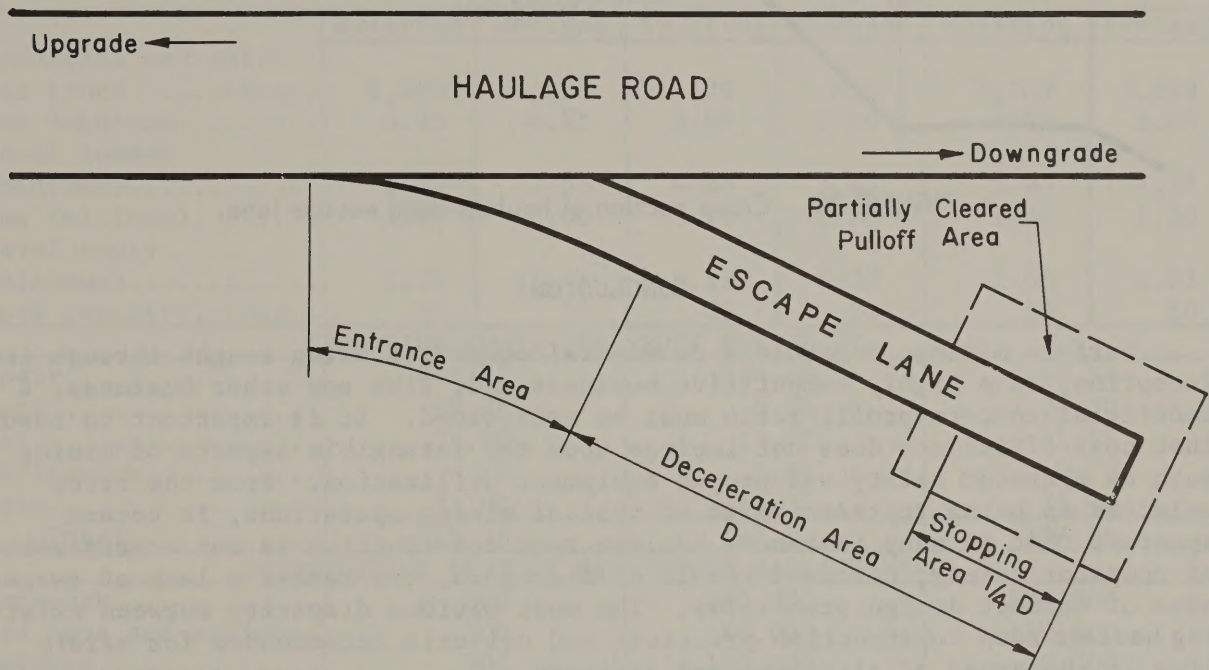 Upgrade
HAULAGE ROAD
Downgrade
Partially Cleared
Pulloff Area
ESCAPE LANE
Entrance Area
Deceleration Area
D
Stopping
Area 1/4 D